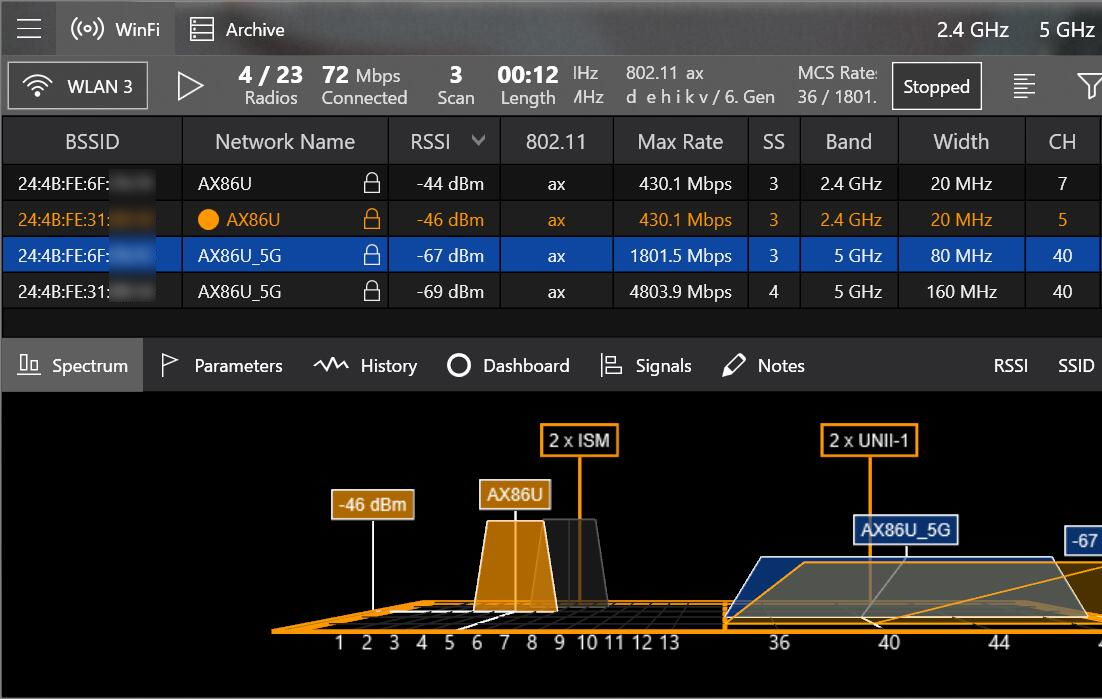 WinFi Archive 2.4 GHz 5 GHz
WLAN 3 4 / 23 72 Mbps 3 00:12 802.11 ax MCS Rate: Stopped
Radios Connected Scan Length d e h i k v / 6. Gen 36 / 1801.
BSSID Network Name RSSI 802.11 Max Rate SS Band Width CH
24:4B:FE:6F: AX86U -44 dBm ax 430.1 Mbps 3 2.4 GHz 20 MHz 7
24:4B:FE:31: AX86U -46 dBm ax 430.1 Mbps 3 2.4 GHz 20 MHz 5
24:4B:FE:6F: AX86U_5G -67 dBm ax 1801.5 Mbps 3 5 GHz 80 MHz 40
24:4B:FE:31: AX86U_5G -69 dBm ax 4803.9 Mbps 4 5 GHz 160 MHz 40
Spectrum Parameters History Dashboard Signals Notes RSSI SSID
2 x ISM 2 x UNII-1
-46 dBm AX86U AX86U_5G -67
1 2 3 4 5 6 7 8 9 10 11 12 13 36 40 44